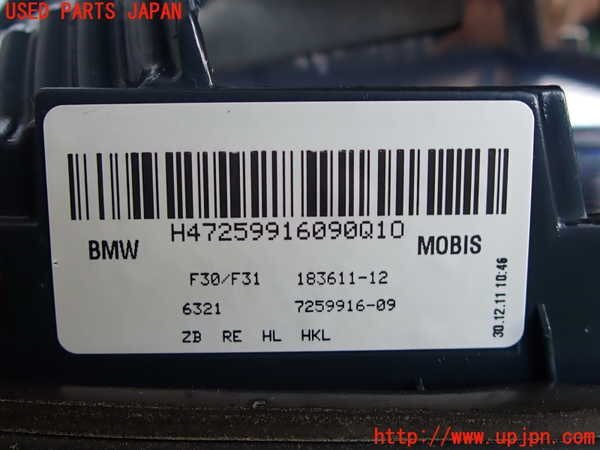 USED PARTS JAPAN
H47259916090Q10
BMW MOBIS
F30/F31 183611-12
6321 7259916-09
ZB RE HL HKL
30.12.11 10:46
http://www.upjpn.com/